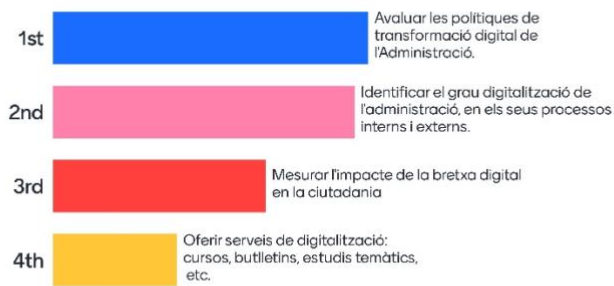 1st
Avaluar les polítiques de
transformació digital de
l'Administració.
2nd
Identificar el grau digitalització de
l'administració, en els seus processos
interns i externs.
3rd
Mesurar l'impacte de la bretxa digital
en la ciutadania
4th
Oferir serveis de digitalització:
cursos, butlletins, estudis temàtics,
etc.